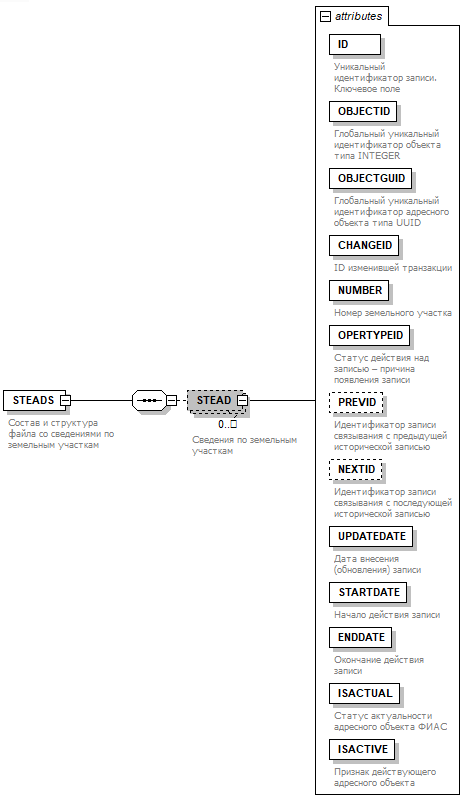 attributes
ID
Уникальный
идентификатор записи.
Ключевое поле
OBJECTID
Глобальный уникальный
идентификатор объекта
типа INTEGER
OBJECTGUID
Глобальный уникальный
идентификатор адресного
объекта типа UUID
CHANGEID
ID изменившей транзакции
NUMBER
Номер земельного участка
OPERTYPEID
Статус действия над
записью – причина
появления записи
STEADS
Состав и структура
файла со сведениями по
земельным участкам
STEAD
0..
Сведения по земельным
участкам
PREVID
Идентификатор записи
связывания с предыдущей
исторической записью
NEXTID
Идентификатор записи
связывания с последующей
исторической записью
UPDATEDATE
Дата внесения
(обновления) записи
STARTDATE
Начало действия записи
ENDDATE
Окончание действия
записи
ISACTUAL
Статус актуальности
адресного объекта ФИАС
ISACTIVE
Признак действующего
адресного объекта